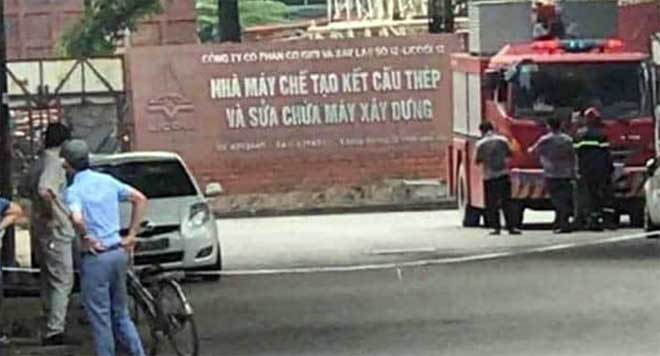 CÔNG TY CỔ PHẦN CƠ GIỚI VÀ XÂY LẮP SỐ 12-LICOGI 12
NHÀ MÁY CHẾ TẠO KẾT CẤU THÉP
VÀ SỬA CHỮA MÁY XÂY DỰNG
LICOGI